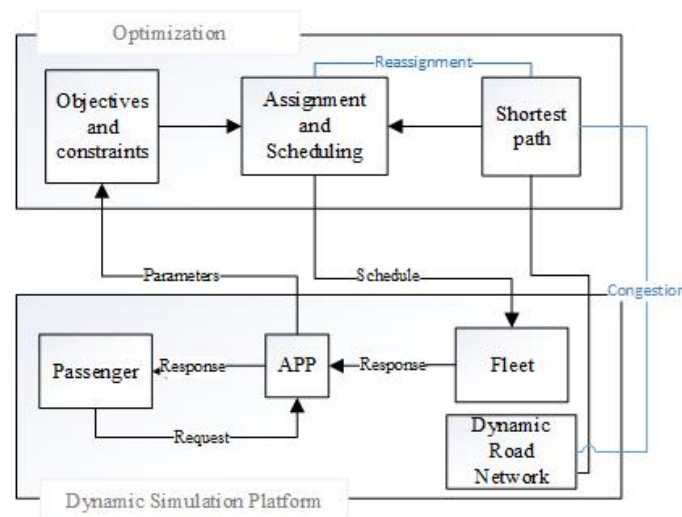 Optimization
Reassignment
Objectives
and
constraints
Assignment
and
Scheduling
Shortest
path
Parameters
Schedule
Congestion
Passenger
Response
APP
Response
Fleet
Request
Dynamic
Road
Network
Dynamic Simulation Platform